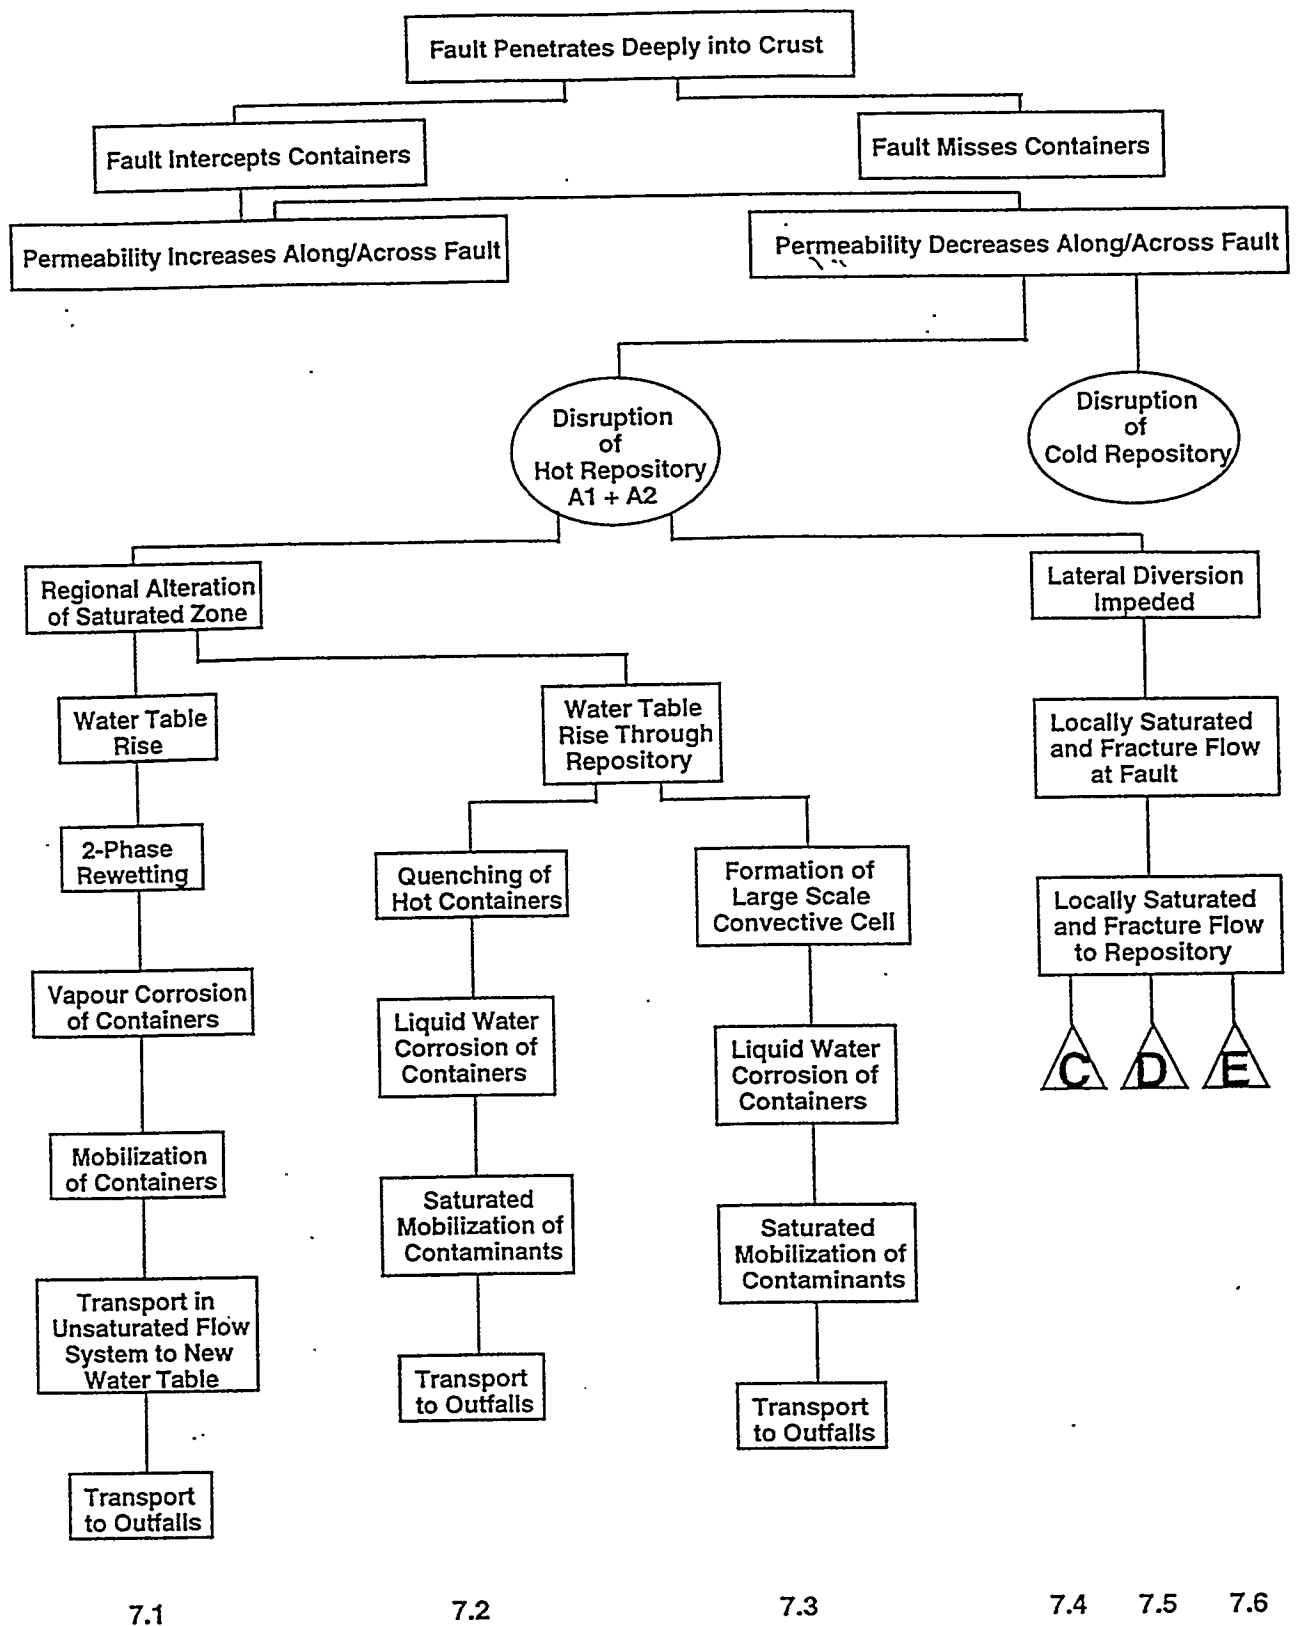 Fault Penetrates Deeply into Crust
Fault Intercepts Containers
Fault Misses Containers
Permeability Increases Along/Across Fault
Permeability Decreases Along/Across Fault
Disruption
of
Hot Repository
A1 + A2
Disruption
of
Cold Repository
Regional Alteration
of Saturated Zone
Lateral Diversion
Impeded
Water Table
Rise
Water Table
Rise Through
Repository
Locally Saturated
and Fracture Flow
at Fault
2-Phase
Rewetting
Quenching of
Hot Containers
Formation of
Large Scale
Convective Cell
Locally Saturated
and Fracture Flow
to Repository
Vapour Corrosion
of Containers
Liquid Water
Corrosion of
Containers
Liquid Water
Corrosion of
Containers
C
D
E
Mobilization
of Containers
Saturated
Mobilization of
Contaminants
Saturated
Mobilization of
Contaminants
Transport in
Unsaturated Flow
System to New
Water Table
Transport
to Outfalls
Transport
to Outfalls
Transport
to Outfalls
7.1
7.2
7.3
7.4
7.5
7.6